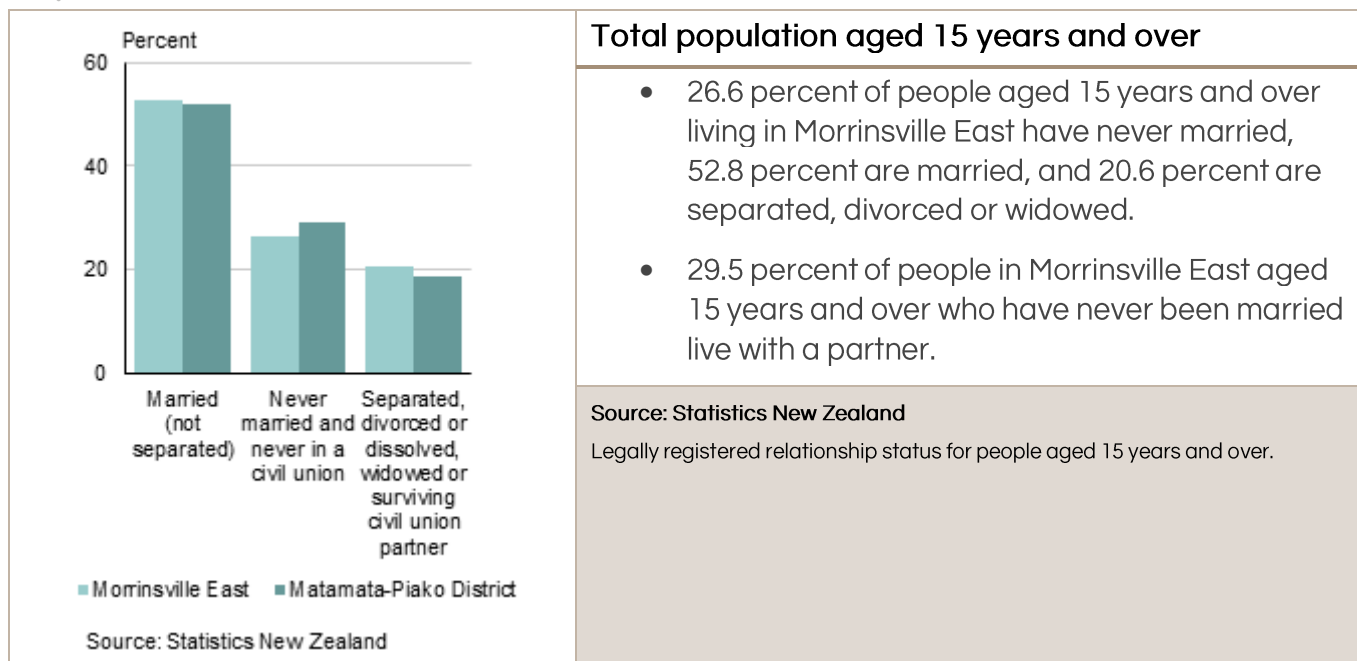 Percent
60
40
20
0
Married
(not
separated)
Never
married and
never in a
civil union
Separated,
divorced or
dissolved,
widowed or
surviving
civil union
partner
Morrinsville East
Matamata-Piako District
Source: Statistics New Zealand
Total population aged 15 years and over
• 26.6 percent of people aged 15 years and over
living in Morrinsville East have never married,
52.8 percent are married, and 20.6 percent are
separated, divorced or widowed.
• 29.5 percent of people in Morrinsville East aged
15 years and over who have never been married
live with a partner.
Source: Statistics New Zealand
Legally registered relationship status for people aged 15 years and over.